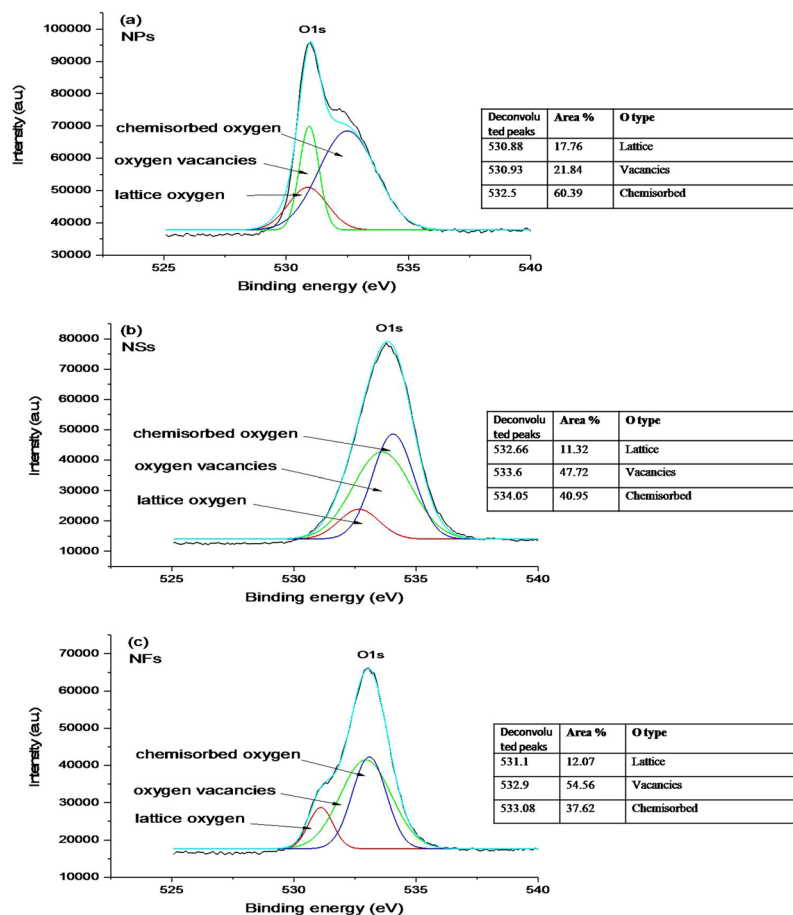 (a)
NPs
O1s
100000
90000
80000
70000
60000
50000
40000
30000
Intensity (a.u.)
chemisorbed oxygen
oxygen vacancies
lattice oxygen
525 530 535 540
Binding energy (eV)
Deconvolu Area % O type
ted peaks
530.88 17.76 Lattice
530.93 21.84 Vacancies
532.5 60.39 Chemisorbed
(b)
NSs
O1s
80000
70000
60000
50000
40000
30000
20000
10000
Intensity (a.u.)
chemisorbed oxygen
oxygen vacancies
lattice oxygen
525 530 535 540
Binding energy (eV)
Deconvolu Area % O type
ted peaks
532.66 11.32 Lattice
533.6 47.72 Vacancies
534.05 40.95 Chemisorbed
(c)
NFs
O1s
70000
60000
50000
40000
30000
20000
10000
Intensity (a.u.)
chemisorbed oxygen
oxygen vacancies
lattice oxygen
525 530 535 540
Binding energy (eV)
Deconvolu Area % O type
ted peaks
531.1 12.07 Lattice
532.9 54.56 Vacancies
533.08 37.62 Chemisorbed